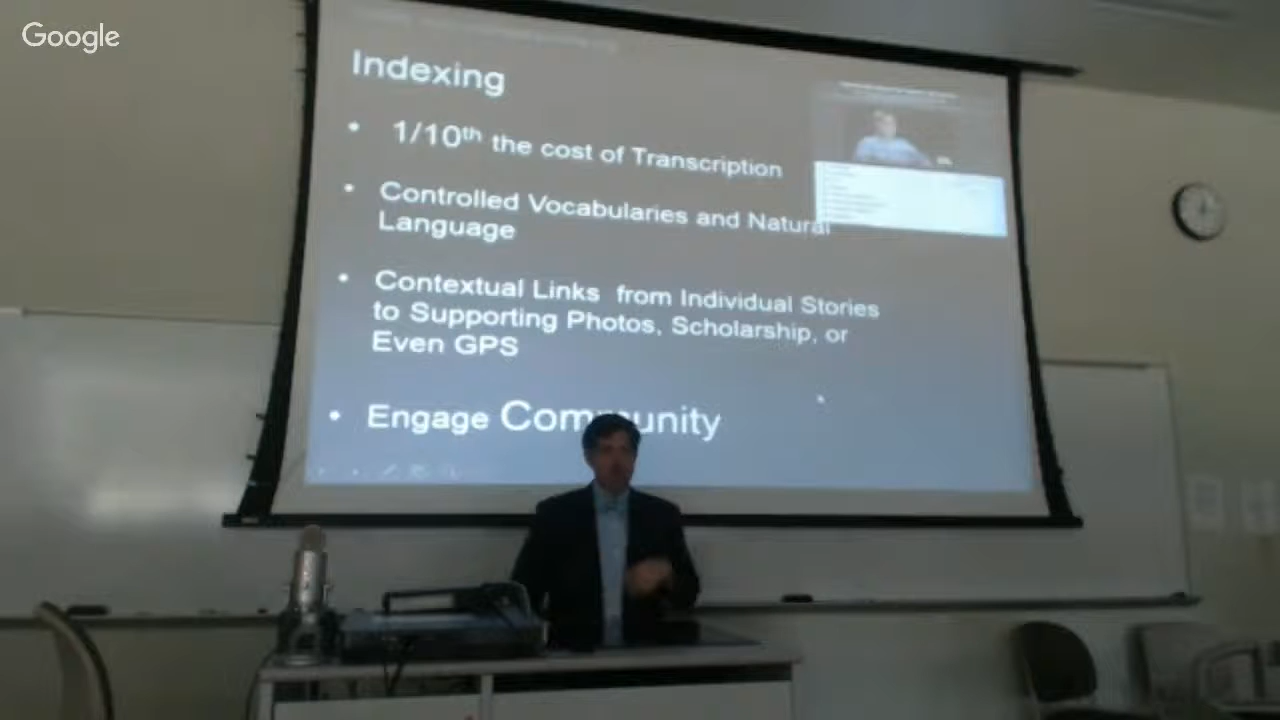 Google
Indexing
• 1/10th the cost of Transcription
• Controlled Vocabularies and Natural
Language
• Contextual Links from Individual Stories
to Supporting Photos, Scholarship, or
Even GPS
• Engage Community